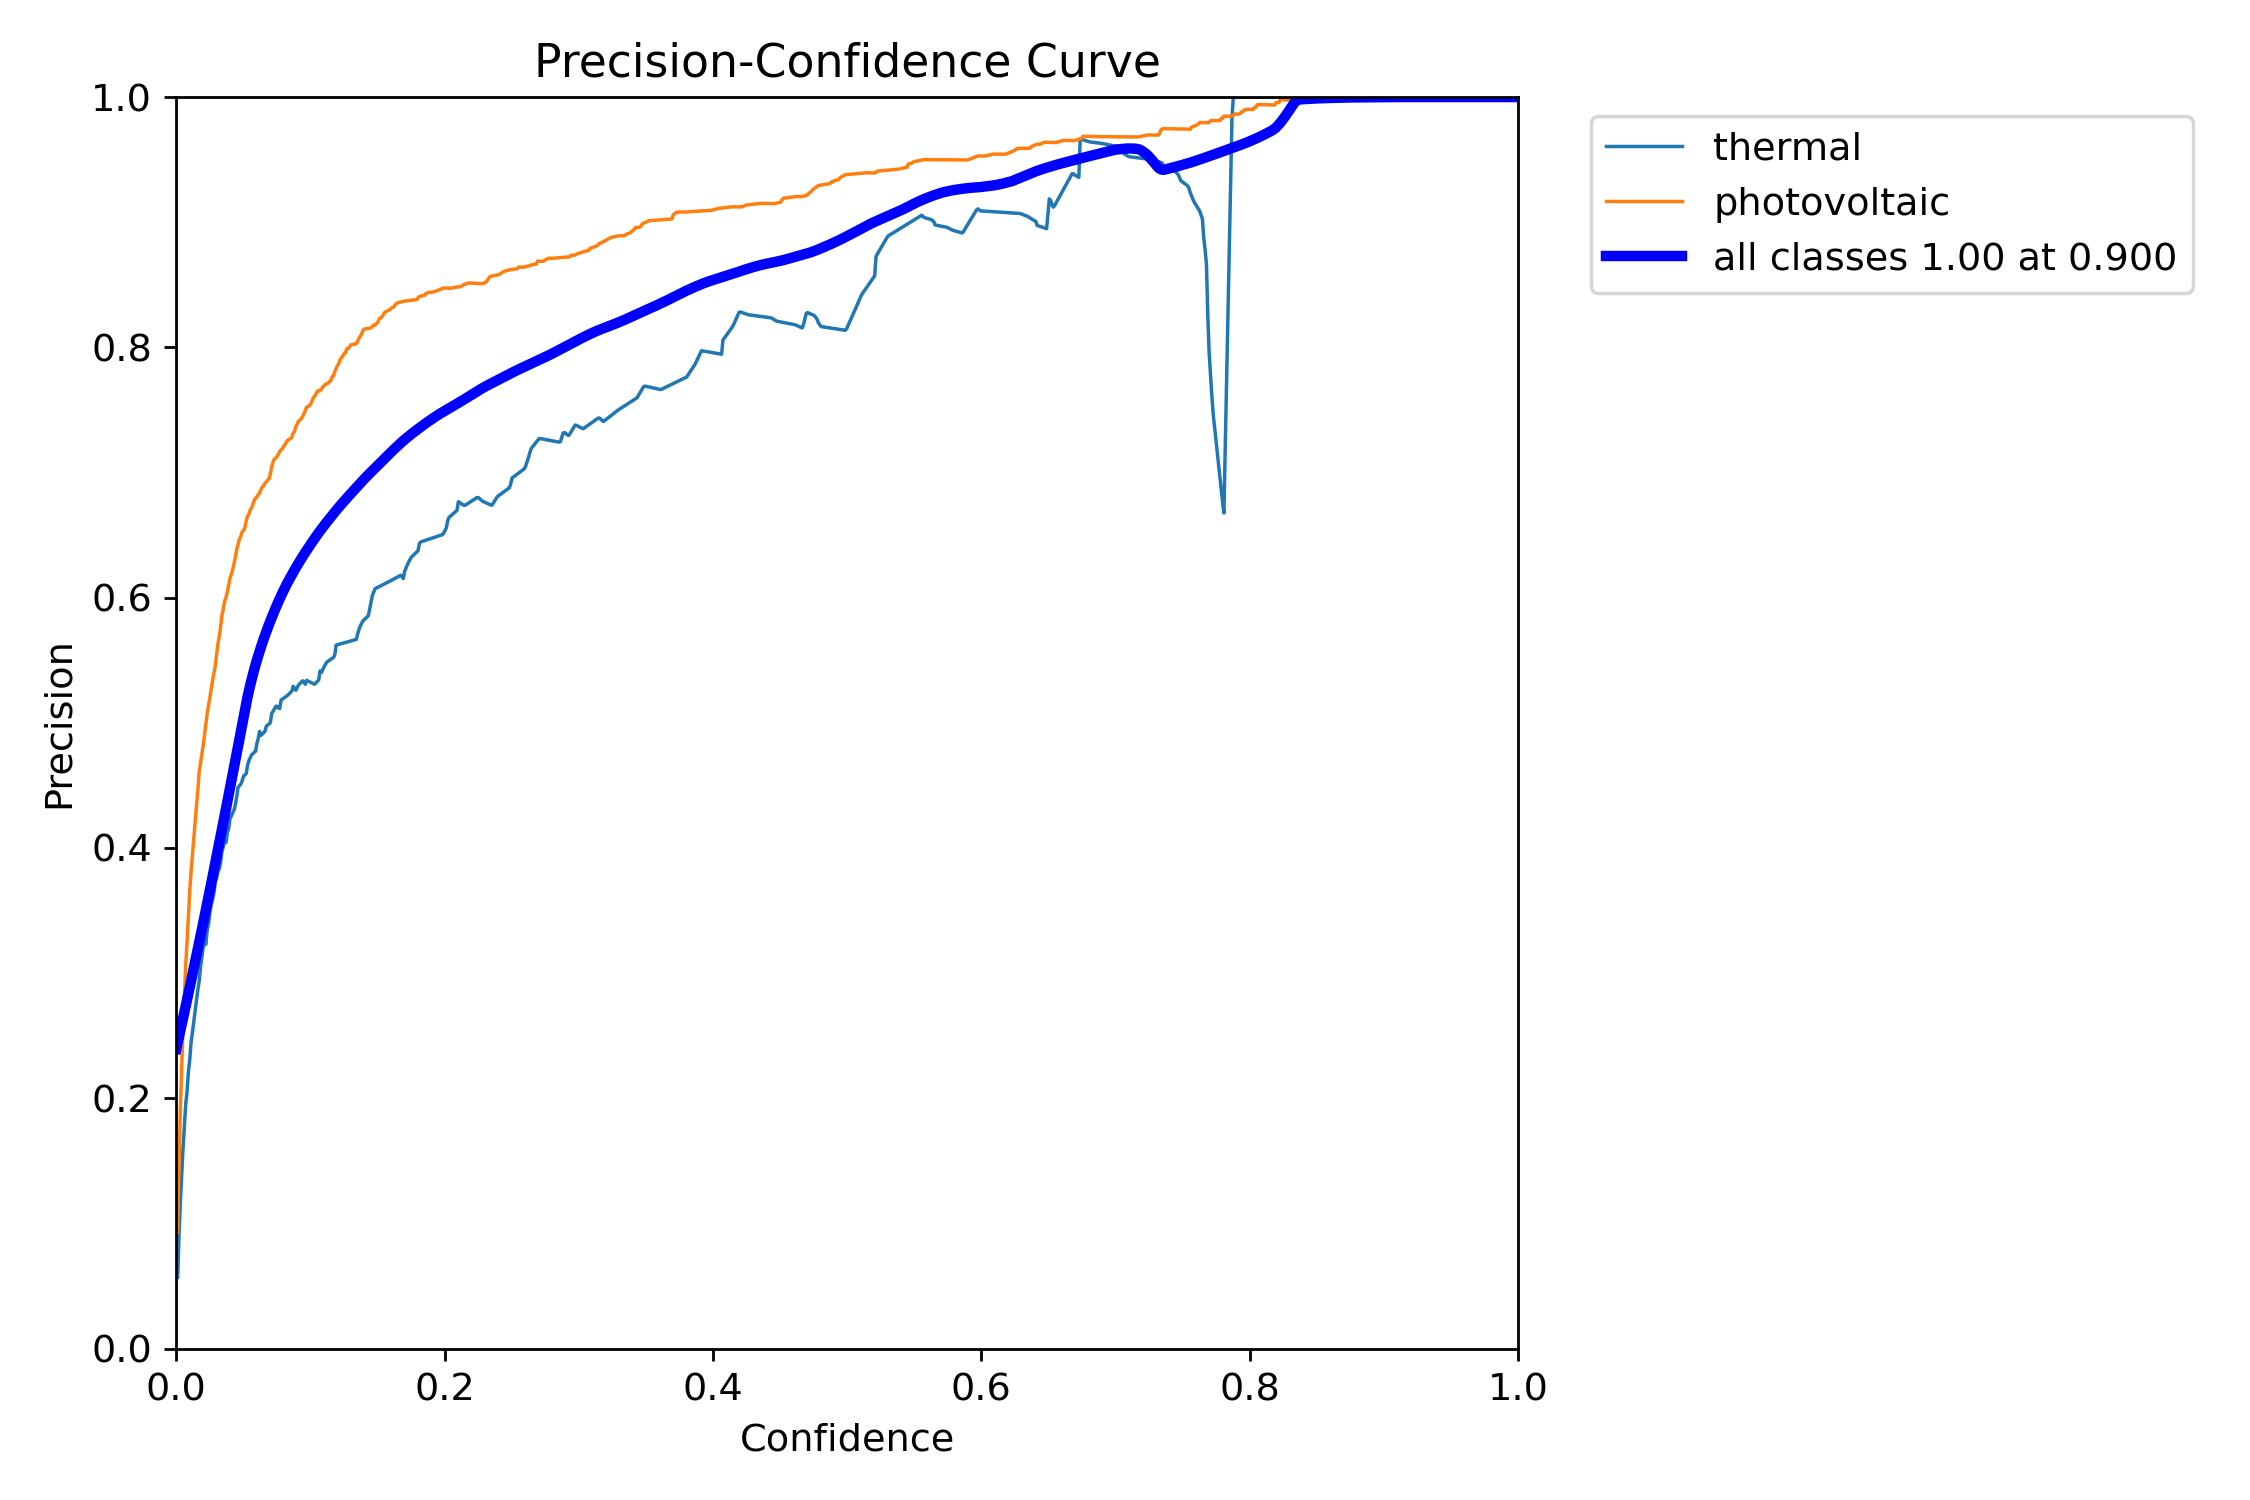 Precision-Confidence Curve
1.0
0.8
0.6
0.4
0.2
0.0
Precision
0.0 0.2 0.4 0.6 0.8 1.0
Confidence
thermal
photovoltaic
all classes 1.00 at 0.900